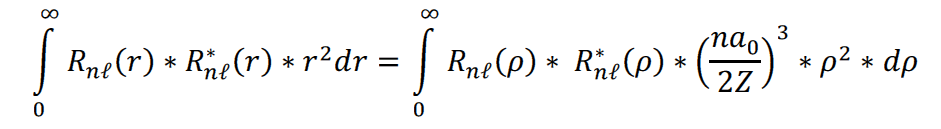 ∫₀^∞ R_{nℓ}(r) * R*_{nℓ}(r) * r² dr = ∫₀^∞ R_{nℓ}(ρ) * R*_{nℓ}(ρ) * (na₀/2Z)³ * ρ² * dρ